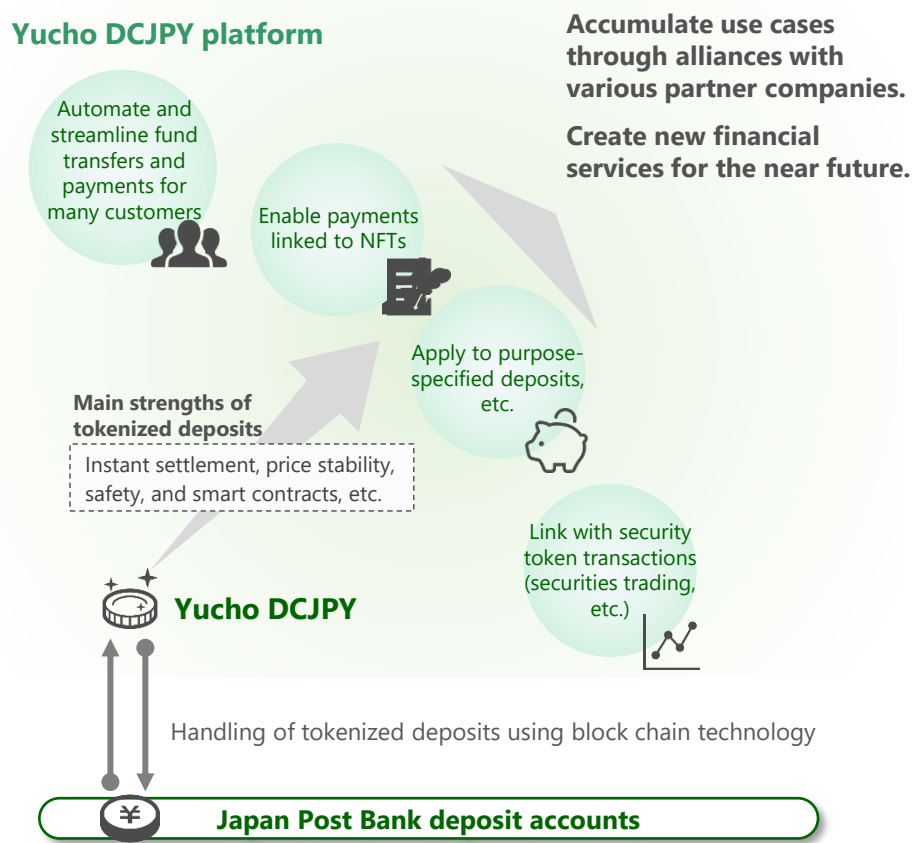 Yucho DCJPY platform
Accumulate use cases
through alliances with
various partner companies.
Create new financial
services for the near future.
Automate and
streamline fund
transfers and
payments for
many customers
Enable payments
linked to NFTs
Apply to purpose-
specified deposits,
etc.
Main strengths of
tokenized deposits
Instant settlement, price stability,
safety, and smart contracts, etc.
Link with security
token transactions
(securities trading,
etc.)
Yucho DCJPY
Handling of tokenized deposits using block chain technology
¥
Japan Post Bank deposit accounts